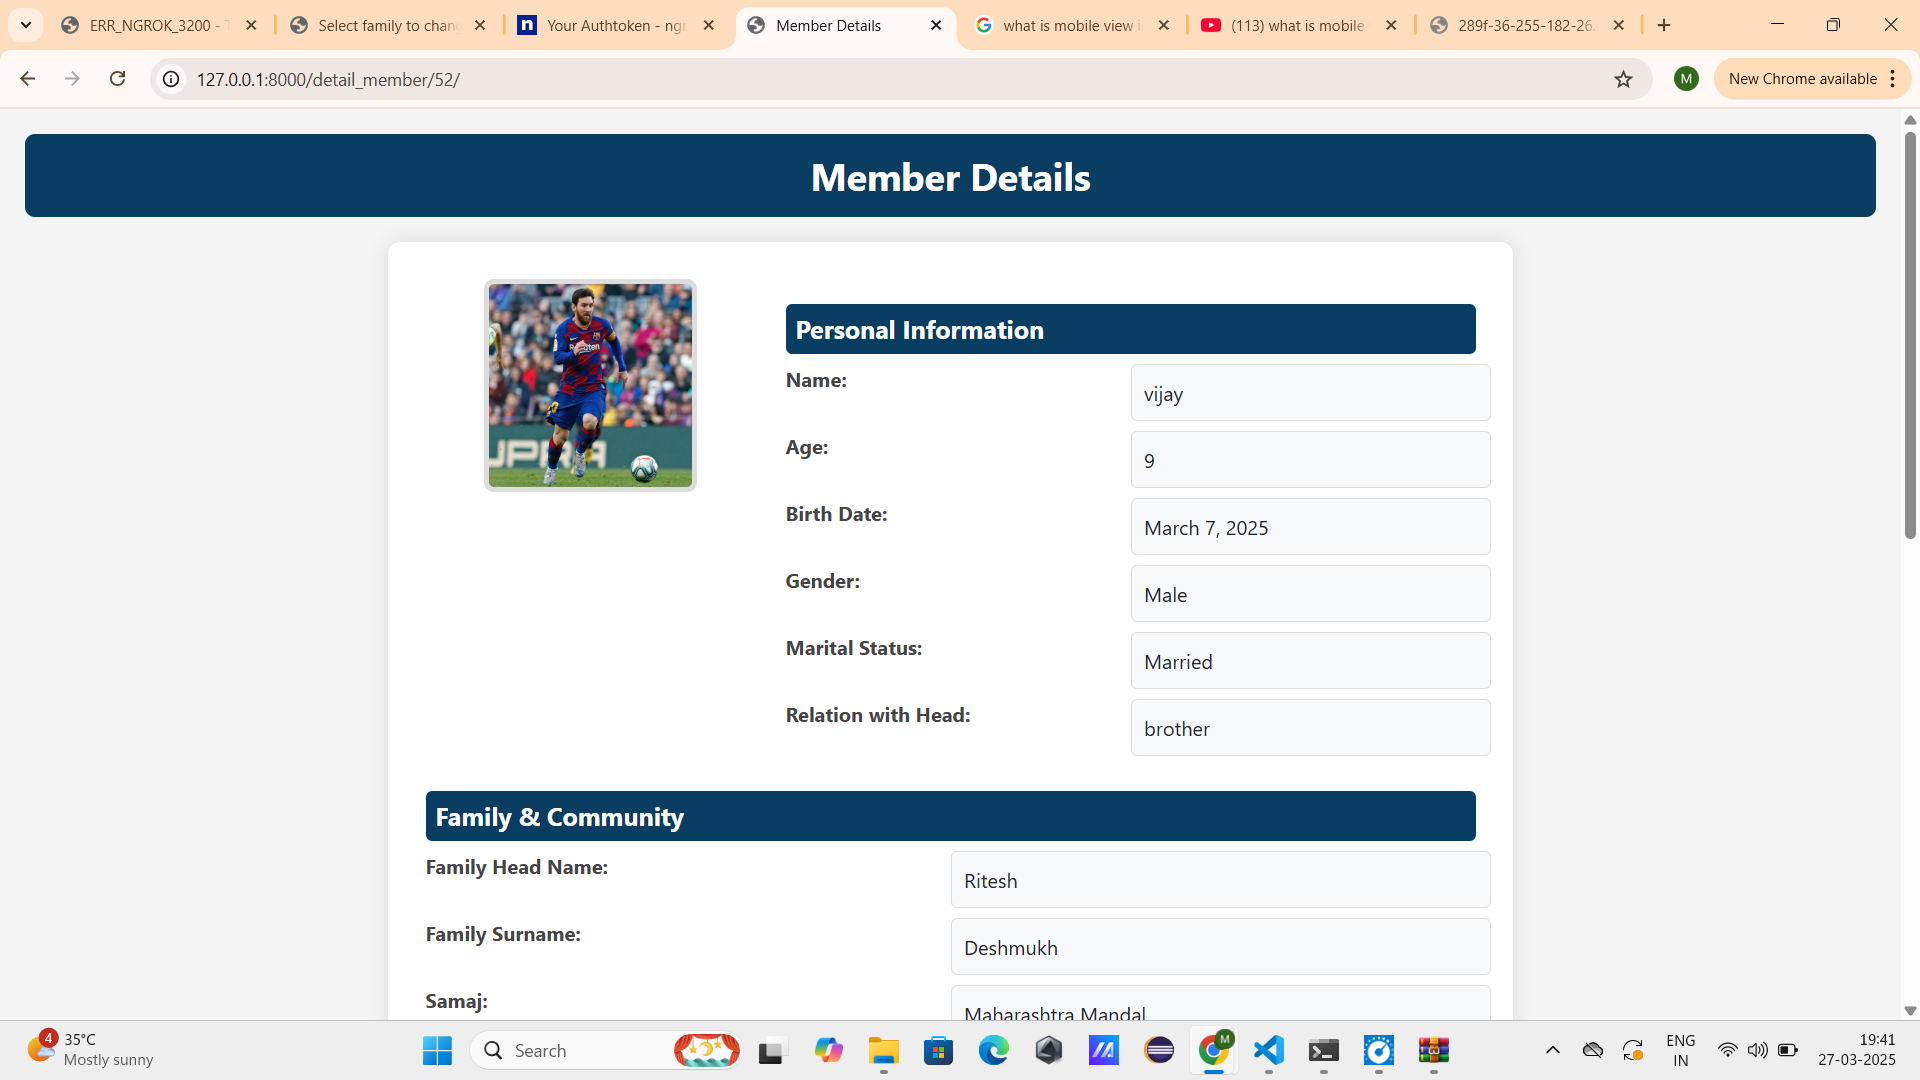 ERR_NGROK_3200 - T
Select family to chan
Your Authtoken - ngr
Member Details
what is mobile view i
(113) what is mobile
289f-36-255-182-26.
127.0.0.1:8000/detail_member/52/
M
New Chrome available
Member Details
Personal Information
Name:
vijay
Age:
9
Birth Date:
March 7, 2025
Gender:
Male
Marital Status:
Married
Relation with Head:
brother
Family & Community
Family Head Name:
Ritesh
Family Surname:
Deshmukh
Samaj:
Maharashtra Mandal
4
35°C
Mostly sunny
Search
M
ENG
IN
19:41
27-03-2025